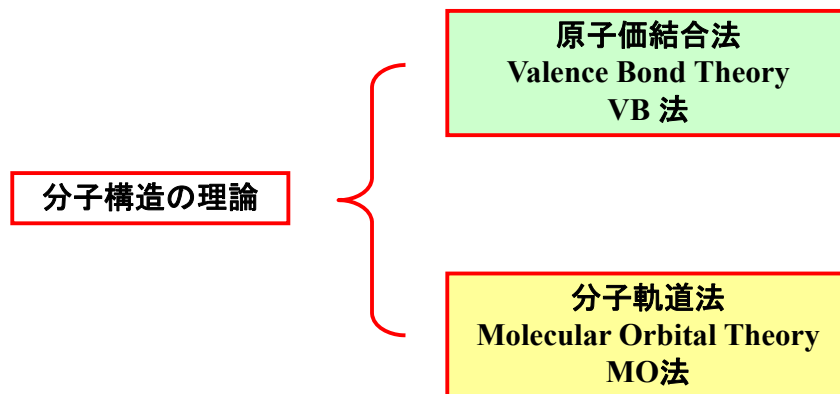 原子価結合法
Valence Bond Theory
VB 法
分子構造の理論
分子軌道法
Molecular Orbital Theory
MO法